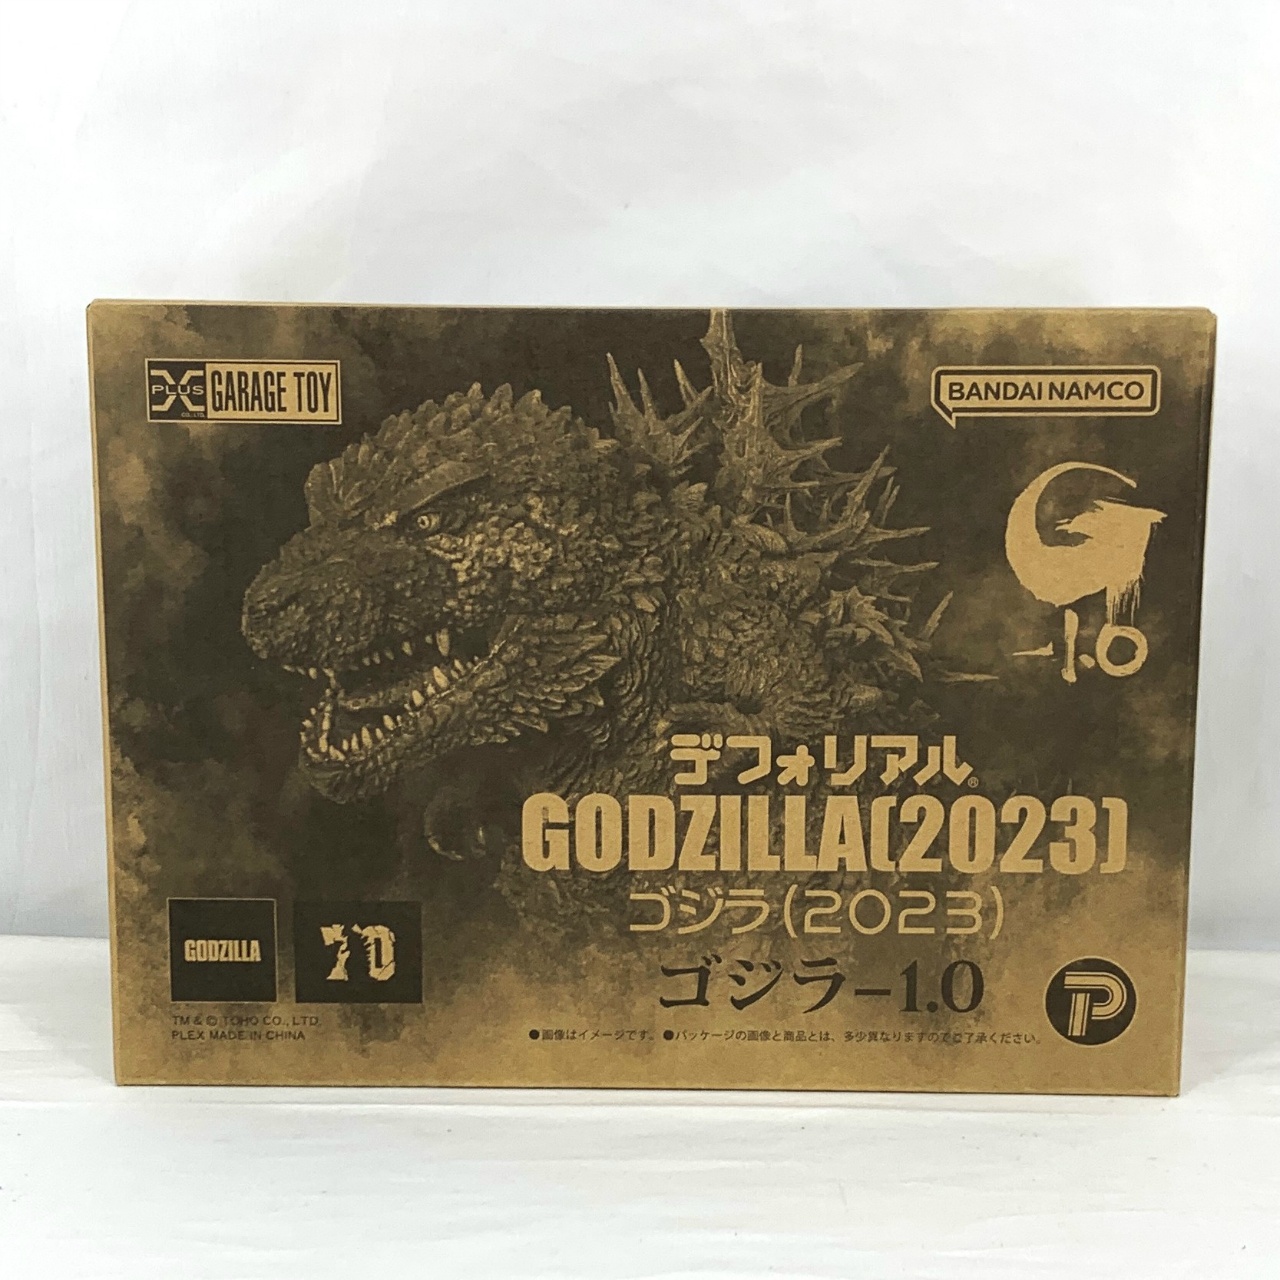 X PLUS CO., LTD. GARAGE TOY
BANDAI NAMCO
G
-1.0
デフォリアル®
GODZILLA(2023)
ゴジラ(2023)
ゴジラ-1.0
GODZILLA
70
TM & © TOHO CO., LTD.
PLEX MADE IN CHINA
●画像はイメージです。●パッケージの画像と商品とは、多少異なりますのでご了承ください。
P